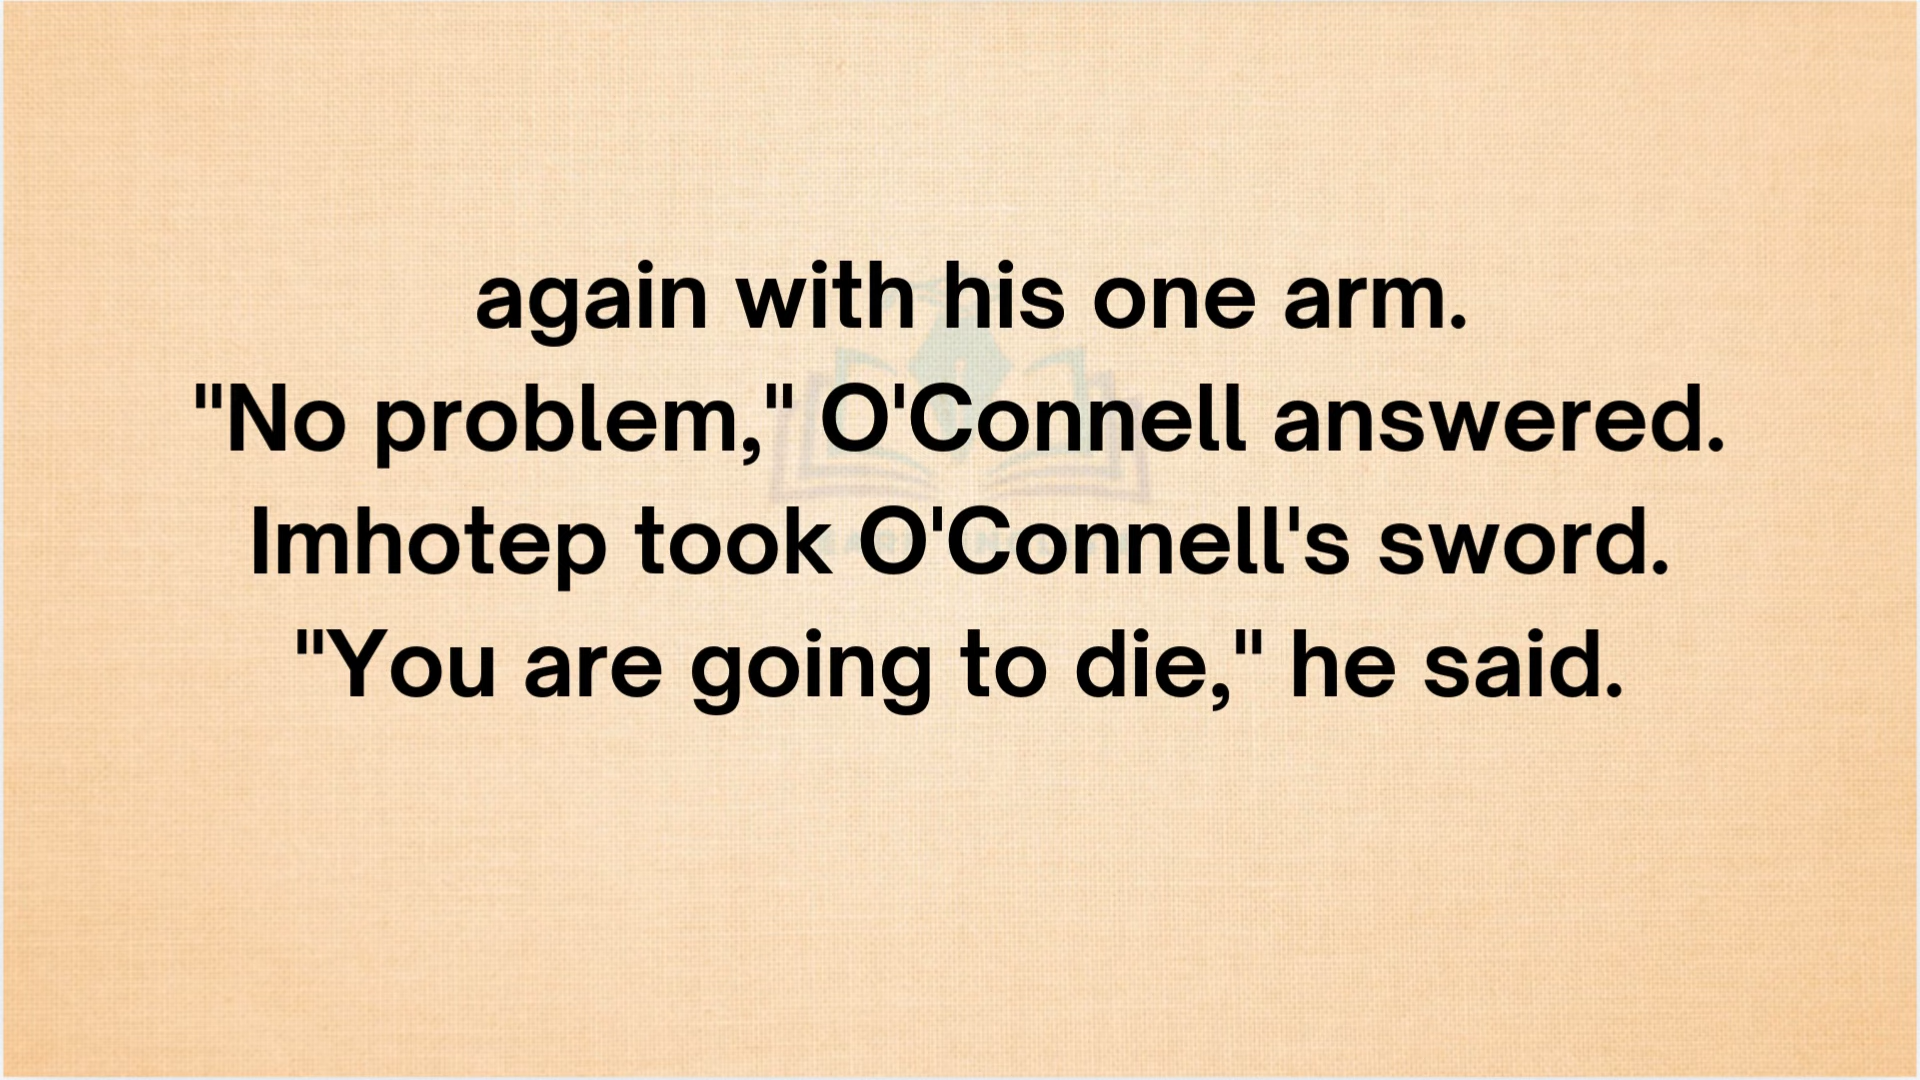 again with his one arm.
"No problem," O'Connell answered.
Imhotep took O'Connell's sword.
"You are going to die," he said.